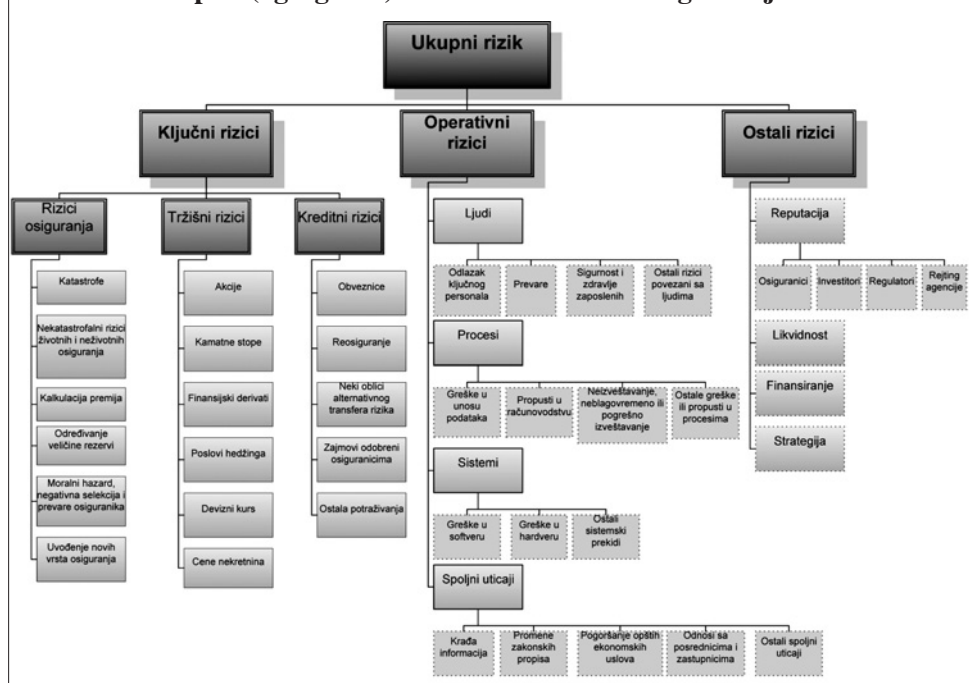 Ukupni rizik
Ključni rizici
Operativni
rizici
Ostali rizici
Rizici
osiguranja
Tržišni rizici
Kreditni rizici
Katastrofe
Nekatastrofalni rizici
životnih i neživotnih
osiguranja
Kalkulacija premija
Određivanje
veličine rezervi
Moralni hazard,
negativna selekcija i
prevare osiguranika
Uvođenje novih
vrsta osiguranja
Akcije
Kamatne stope
Finansijski derivati
Poslovi hedžinga
Devizni kurs
Cene nekretnina
Obveznice
Reosiguranje
Neki oblici
alternativnog
transfera rizika
Zajmovi odobreni
osiguranicima
Ostala potraživanja
Ljudi
Odlazak
ključnog
personala
Prevare
Sigurnost i
zdravlje
zaposlenih
Ostali rizici
povezani sa
ljudima
Procesi
Greške u
unosu
podataka
Propusti u
računovodstvu
Neizveštavanje,
neblagovremeno ili
pogrešno
izveštavanje
Ostale greške
ili propusti u
procesima
Sistemi
Greške u
softveru
Greške u
hardveru
Ostali
sistemski
prekidi
Spoljni uticaji
Krađa
informacija
Promene
zakonskih
propisa
Pogoršanje opštih
ekonomskih
uslova
Odnosi sa
posrednicima i
zastupnicima
Ostali spoljni
uticaji
Reputacija
Osiguranici
Investitori
Regulatori
Rejting
agencije
Likvidnost
Finansiranje
Strategija